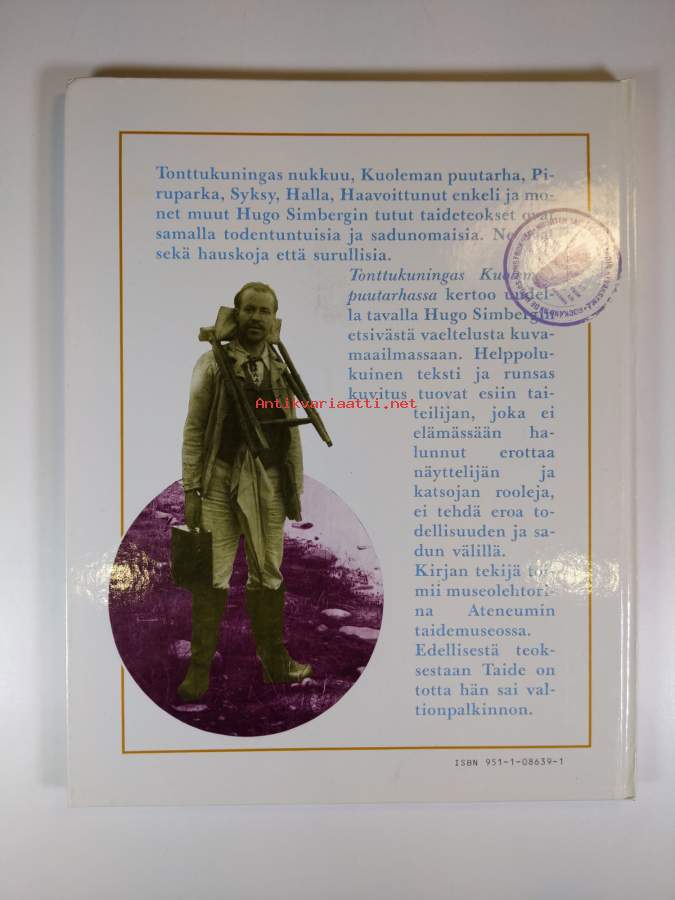 Tonttukuningas nukkuu, Kuoleman puutarha, Pi-
ruparka, Syksy, Halla, Haavoittunut enkeli ja mo-
net muut Hugo Simbergin tutut taideteokset
samalla todentuntuisia ja sadunomaisia.
sekä hauskoja että surullisia.
Tonttukuningas
puutarhassa kertoo
la tavalla Hugo Simbergin
etsivästä vaeltelusta kuva-
maailmassaan. Helppolu-
kuinen teksti ja runsas
kuvitus tuovat esiin tai-
teilijan, joka ei
elämässään ha-
lunnut erottaa
näyttelijän ja
katsojan rooleja,
ei tehdä eroa to-
dellisuuden ja sa-
dun välillä.
Kirjan tekijä toi-
mii museolehtori-
na Ateneumin
taidemuseossa.
Edellisestä teok-
sestaan Taide on
totta hän sai val-
tionpalkinnon.
ISBN 951-1-08639-1
Antikvariaatti.net